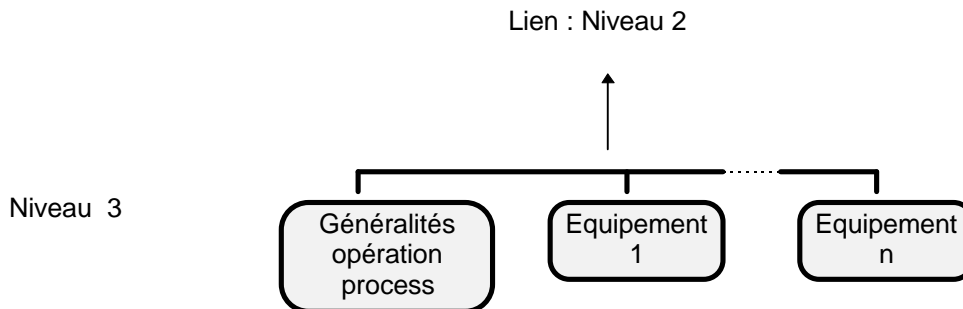 Lien : Niveau 2
Niveau 3
Généralités
opération
process
Equipement
1
Equipement
n